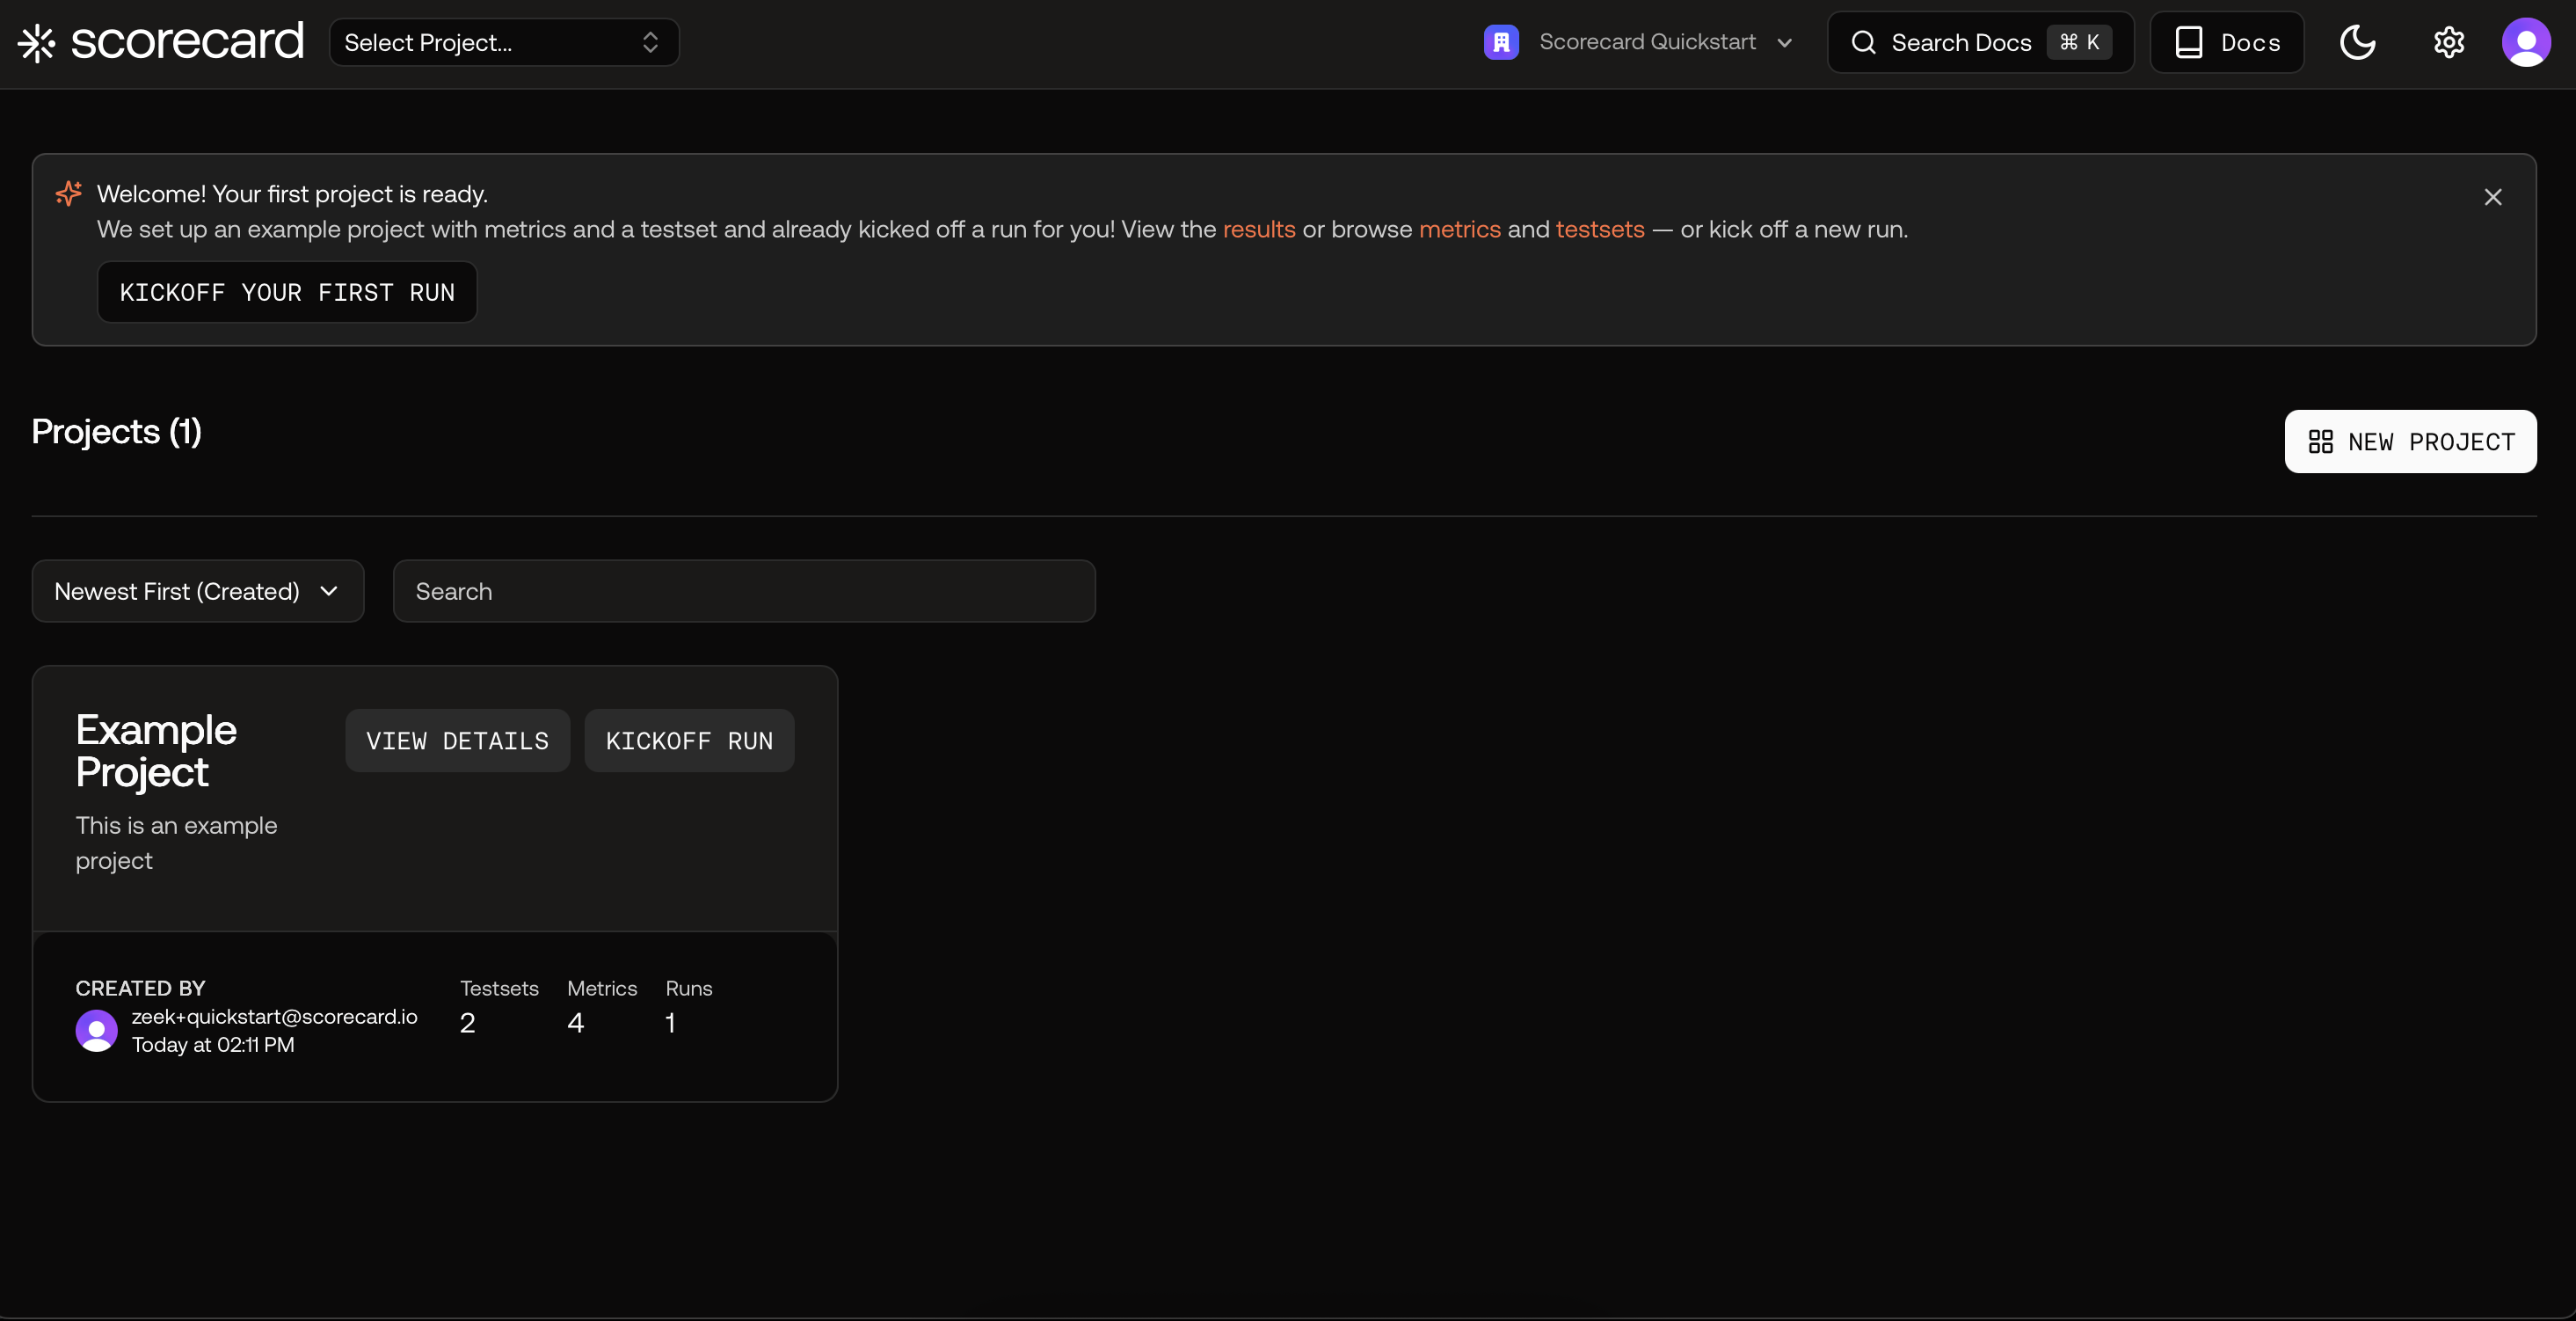 scorecard
Select Project...
Scorecard Quickstart
Search Docs ⌘ K
Docs
Welcome! Your first project is ready.
We set up an example project with metrics and a testset and already kicked off a run for you! View the results or browse metrics and testsets — or kick off a new run.
KICKOFF YOUR FIRST RUN
Projects (1)
NEW PROJECT
Newest First (Created)
Search
Example
Project
VIEW DETAILS
KICKOFF RUN
This is an example
project
CREATED BY
zeek+quickstart@scorecard.io
Today at 02:11 PM
Testsets
2
Metrics
4
Runs
1